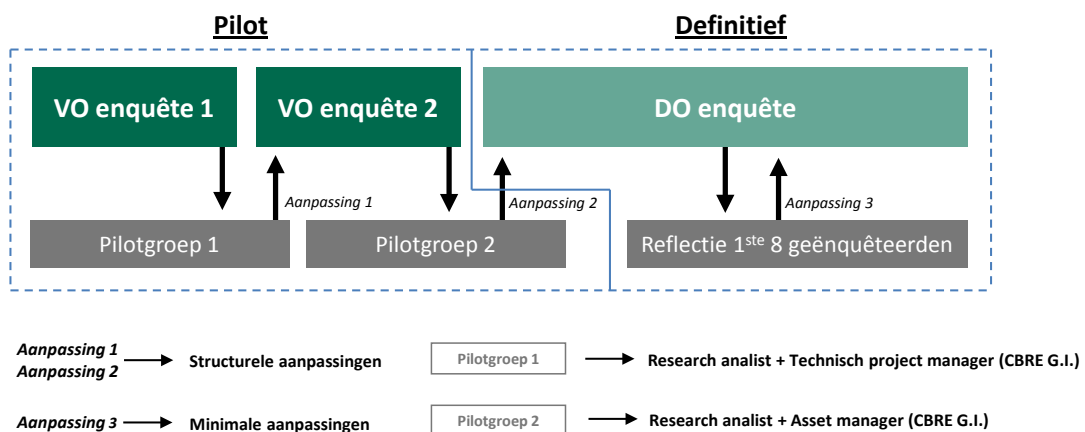 Pilot
Definitief
VO enquête 1
VO enquête 2
DO enquête
Aanpassing 1
Aanpassing 2
Aanpassing 3
Pilotgroep 1
Pilotgroep 2
Reflectie 1ste 8 geënquêteerden
Aanpassing 1
Aanpassing 2
Structurele aanpassingen
Pilotgroep 1
Research analist + Technisch project manager (CBRE G.I.)
Aanpassing 3
Minimale aanpassingen
Pilotgroep 2
Research analist + Asset manager (CBRE G.I.)